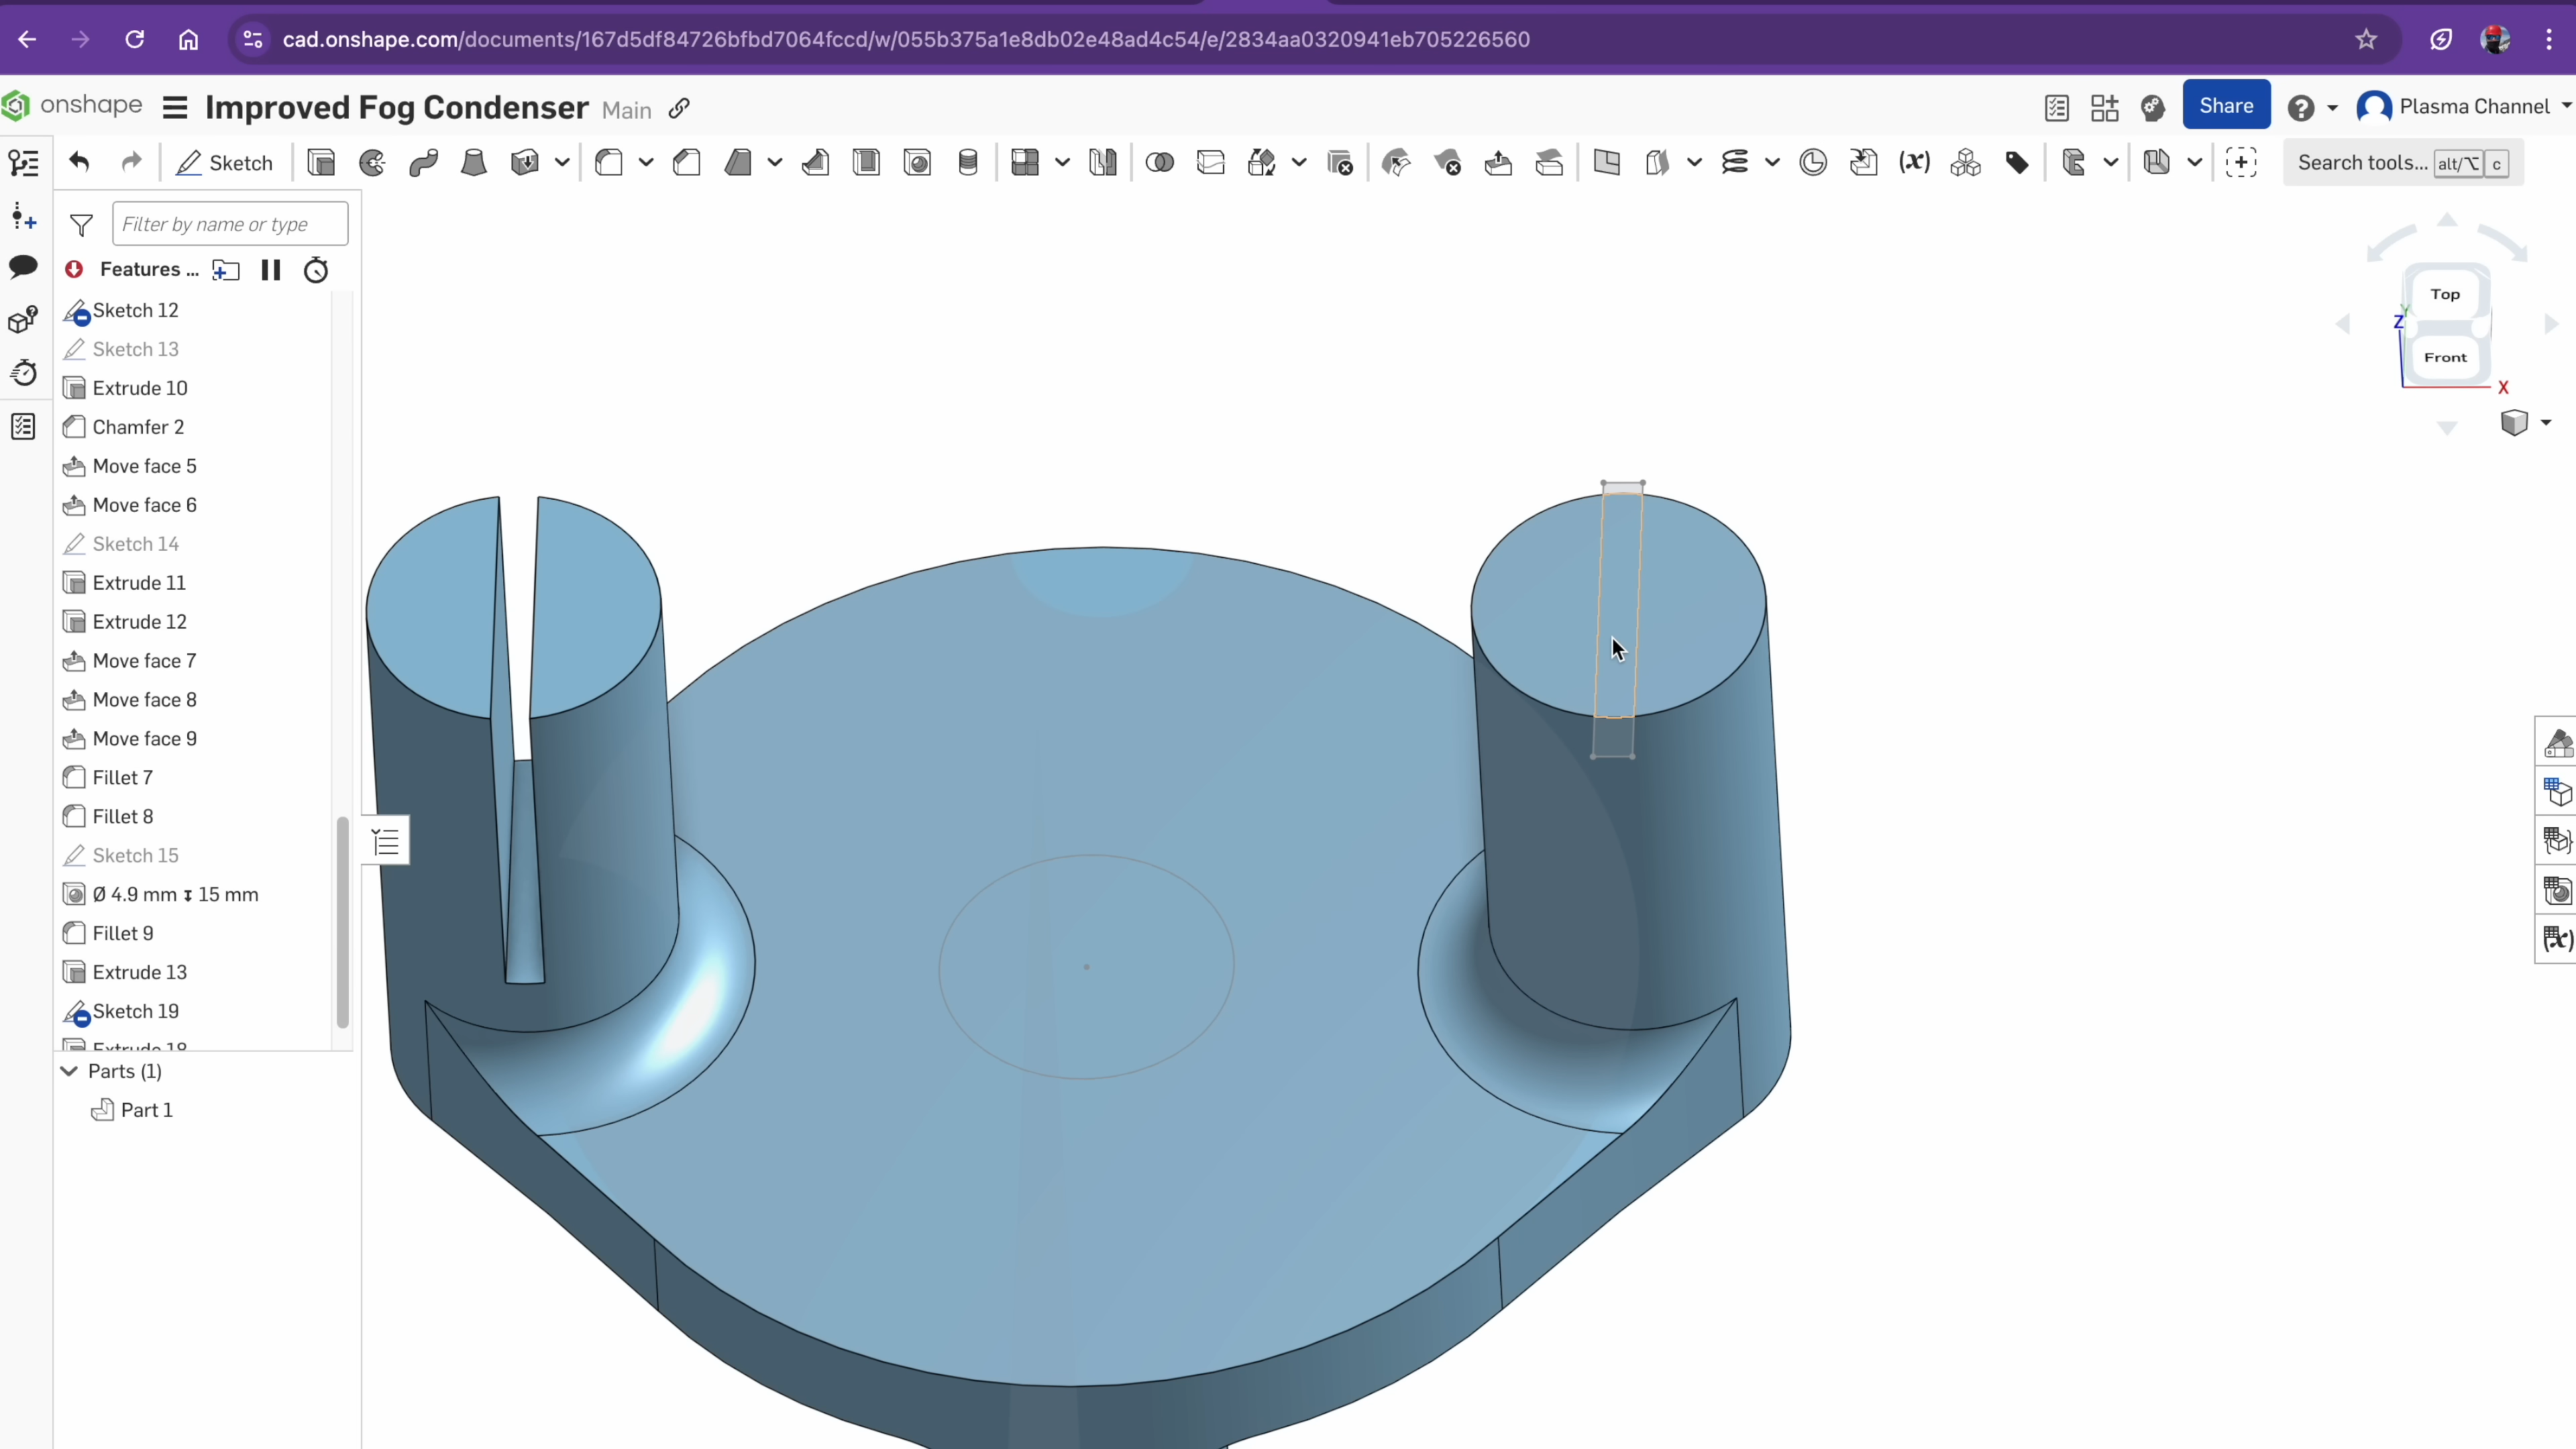 cad.onshape.com/documents/167d5df84726bfbd7064fccd/w/055b375a1e8db02e48ad4c54/e/2834aa0320941eb705226560
onshape Improved Fog Condenser Main Share ? Plasma Channel
Sketch (x) Search tools... alt/⌥ c
Filter by name or type
Features ...
Sketch 12
Sketch 13
Extrude 10
Chamfer 2
Move face 5
Move face 6
Sketch 14
Extrude 11
Extrude 12
Move face 7
Move face 8
Move face 9
Fillet 7
Fillet 8
Sketch 15
Ø 4.9 mm ↧ 15 mm
Fillet 9
Extrude 13
Sketch 19
Extrude 18
Parts (1)
Part 1
Top
Y
Z
Front
X
(x)